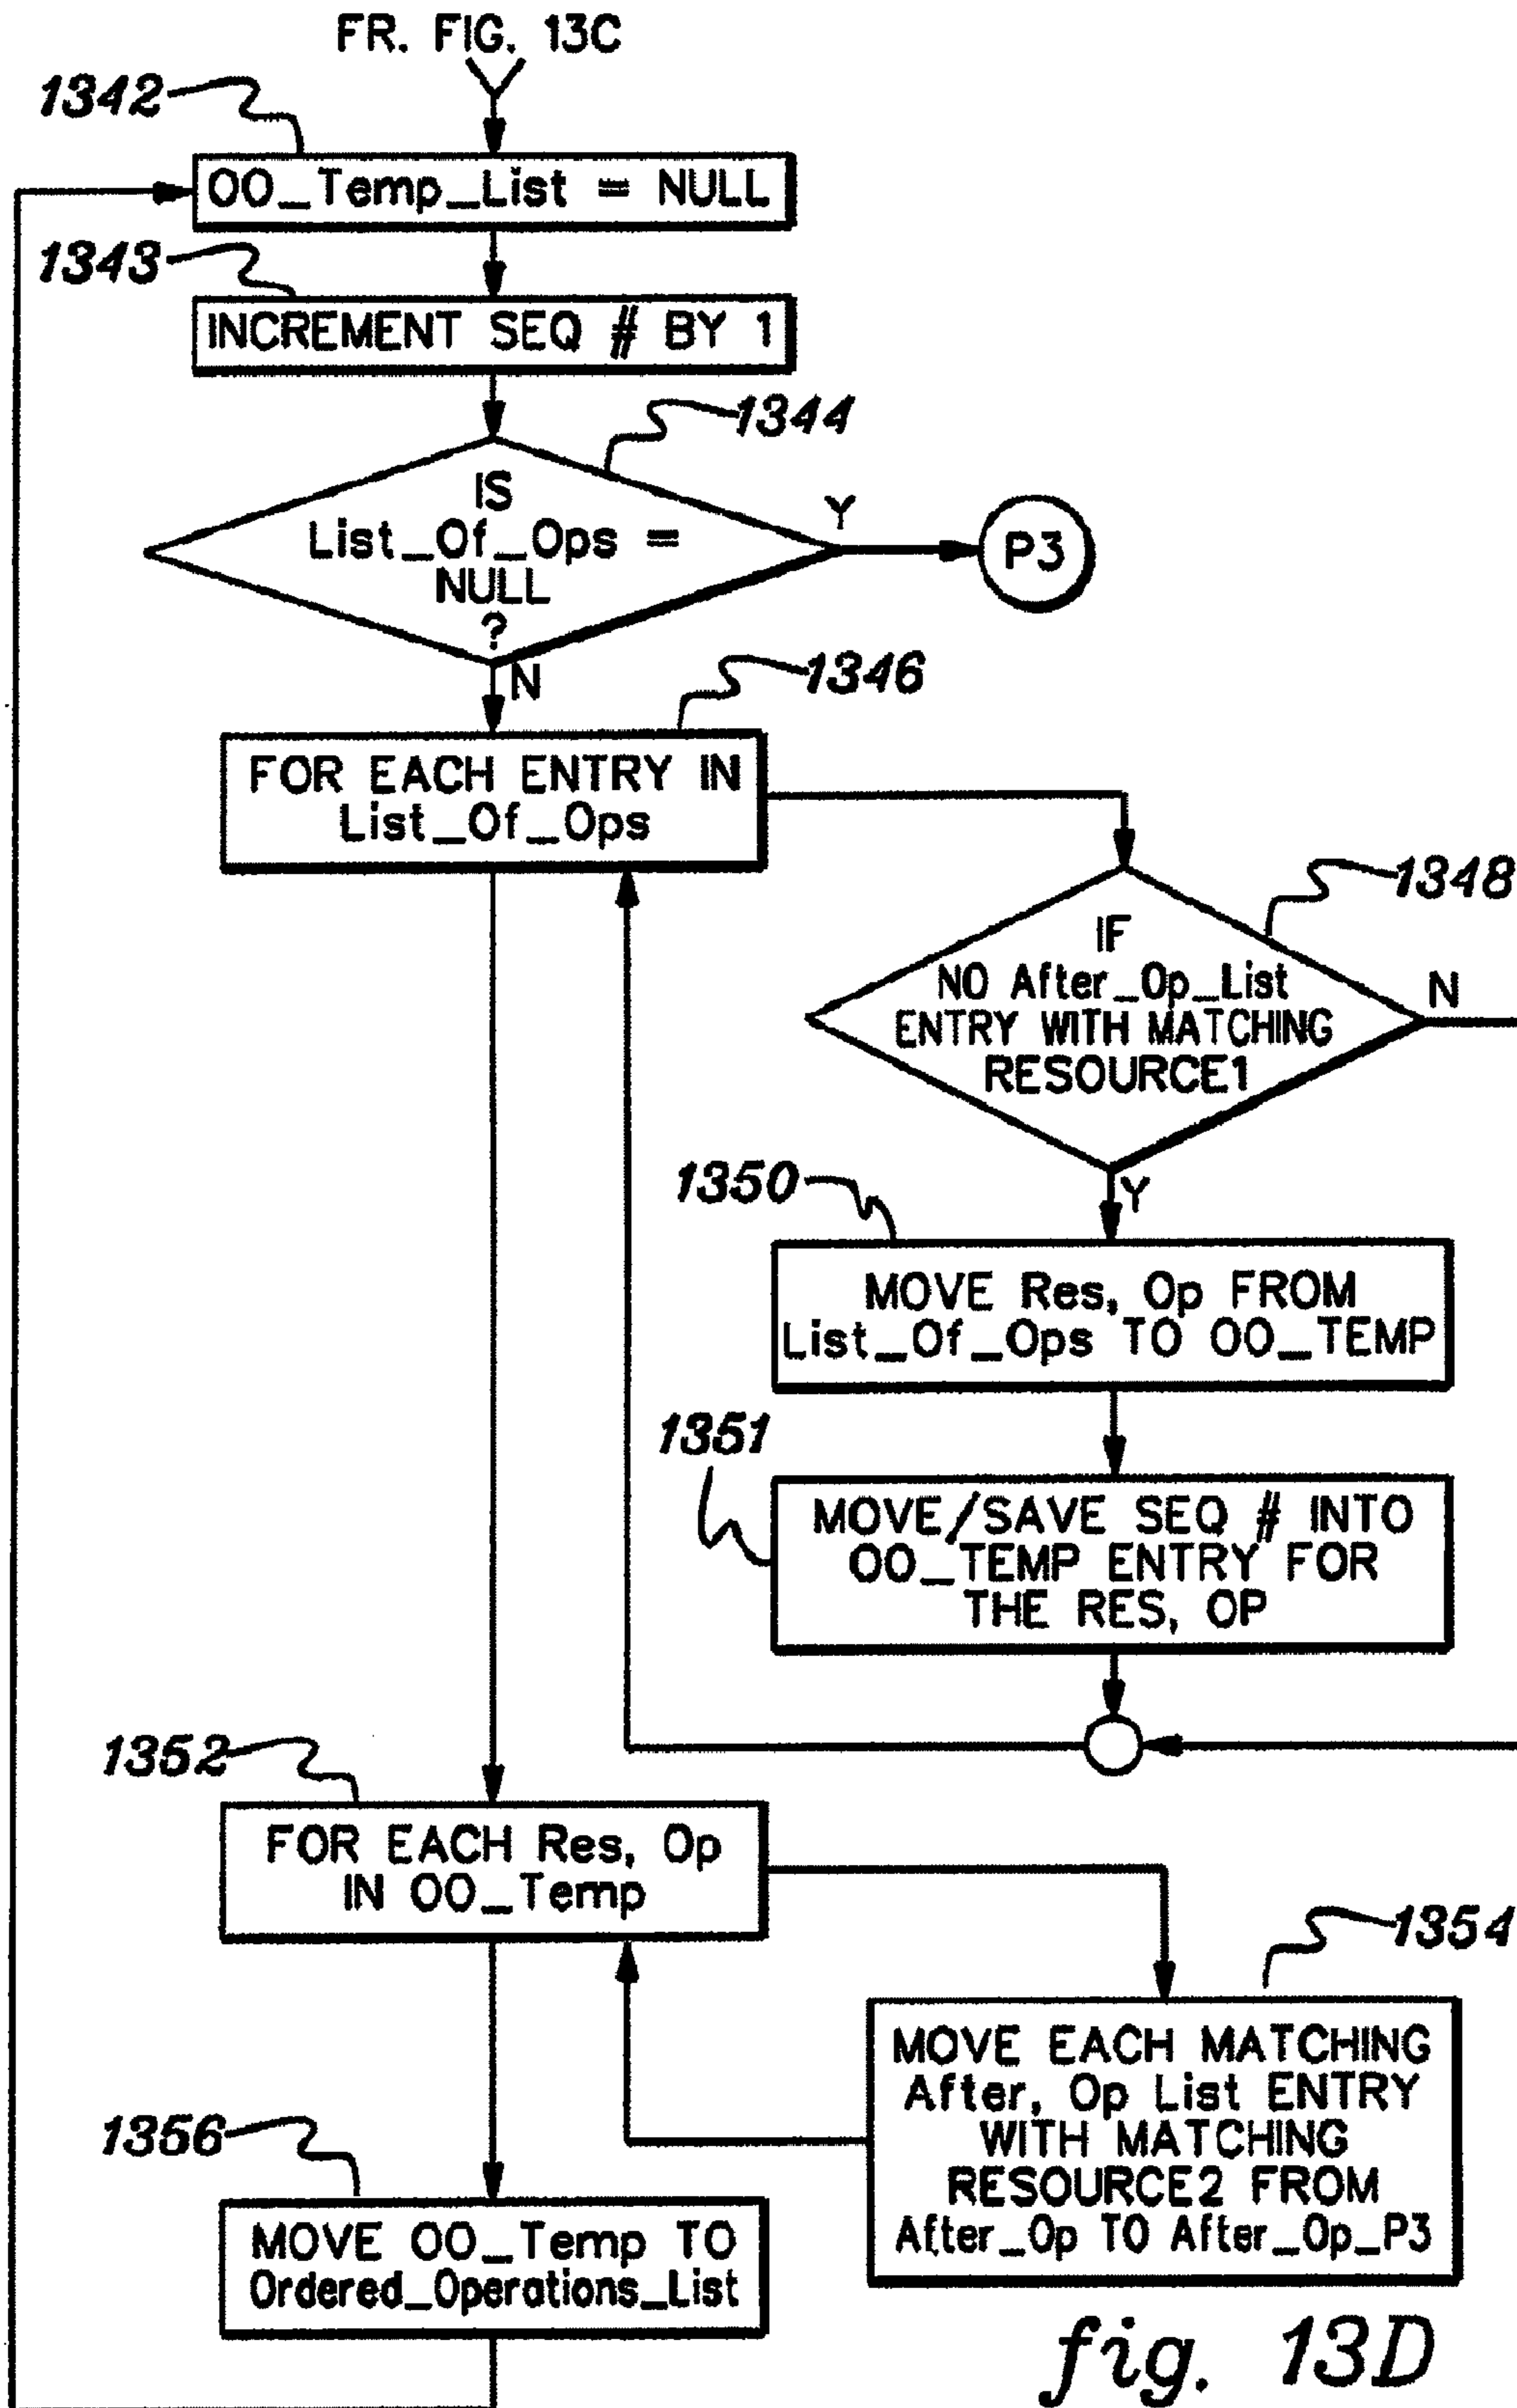 FR. FIG. 13C
1342
OO_Temp_List = NULL
1343
INCREMENT SEQ # BY 1
1344
IS
List_Of_Ops =
NULL
?
Y
P3
N
1346
FOR EACH ENTRY IN
List_Of_Ops
1348
IF
NO After_Op_List
ENTRY WITH MATCHING
RESOURCE1
N
Y
1350
MOVE Res, Op FROM
List_Of_Ops TO OO_TEMP
1351
MOVE/SAVE SEQ # INTO
OO_TEMP ENTRY FOR
THE RES, OP
1352
FOR EACH Res, Op
IN OO_Temp
1354
MOVE EACH MATCHING
After, Op List ENTRY
WITH MATCHING
RESOURCE2 FROM
After_Op TO After_Op_P3
1356
MOVE OO_Temp TO
Ordered_Operations_List
fig. 13D